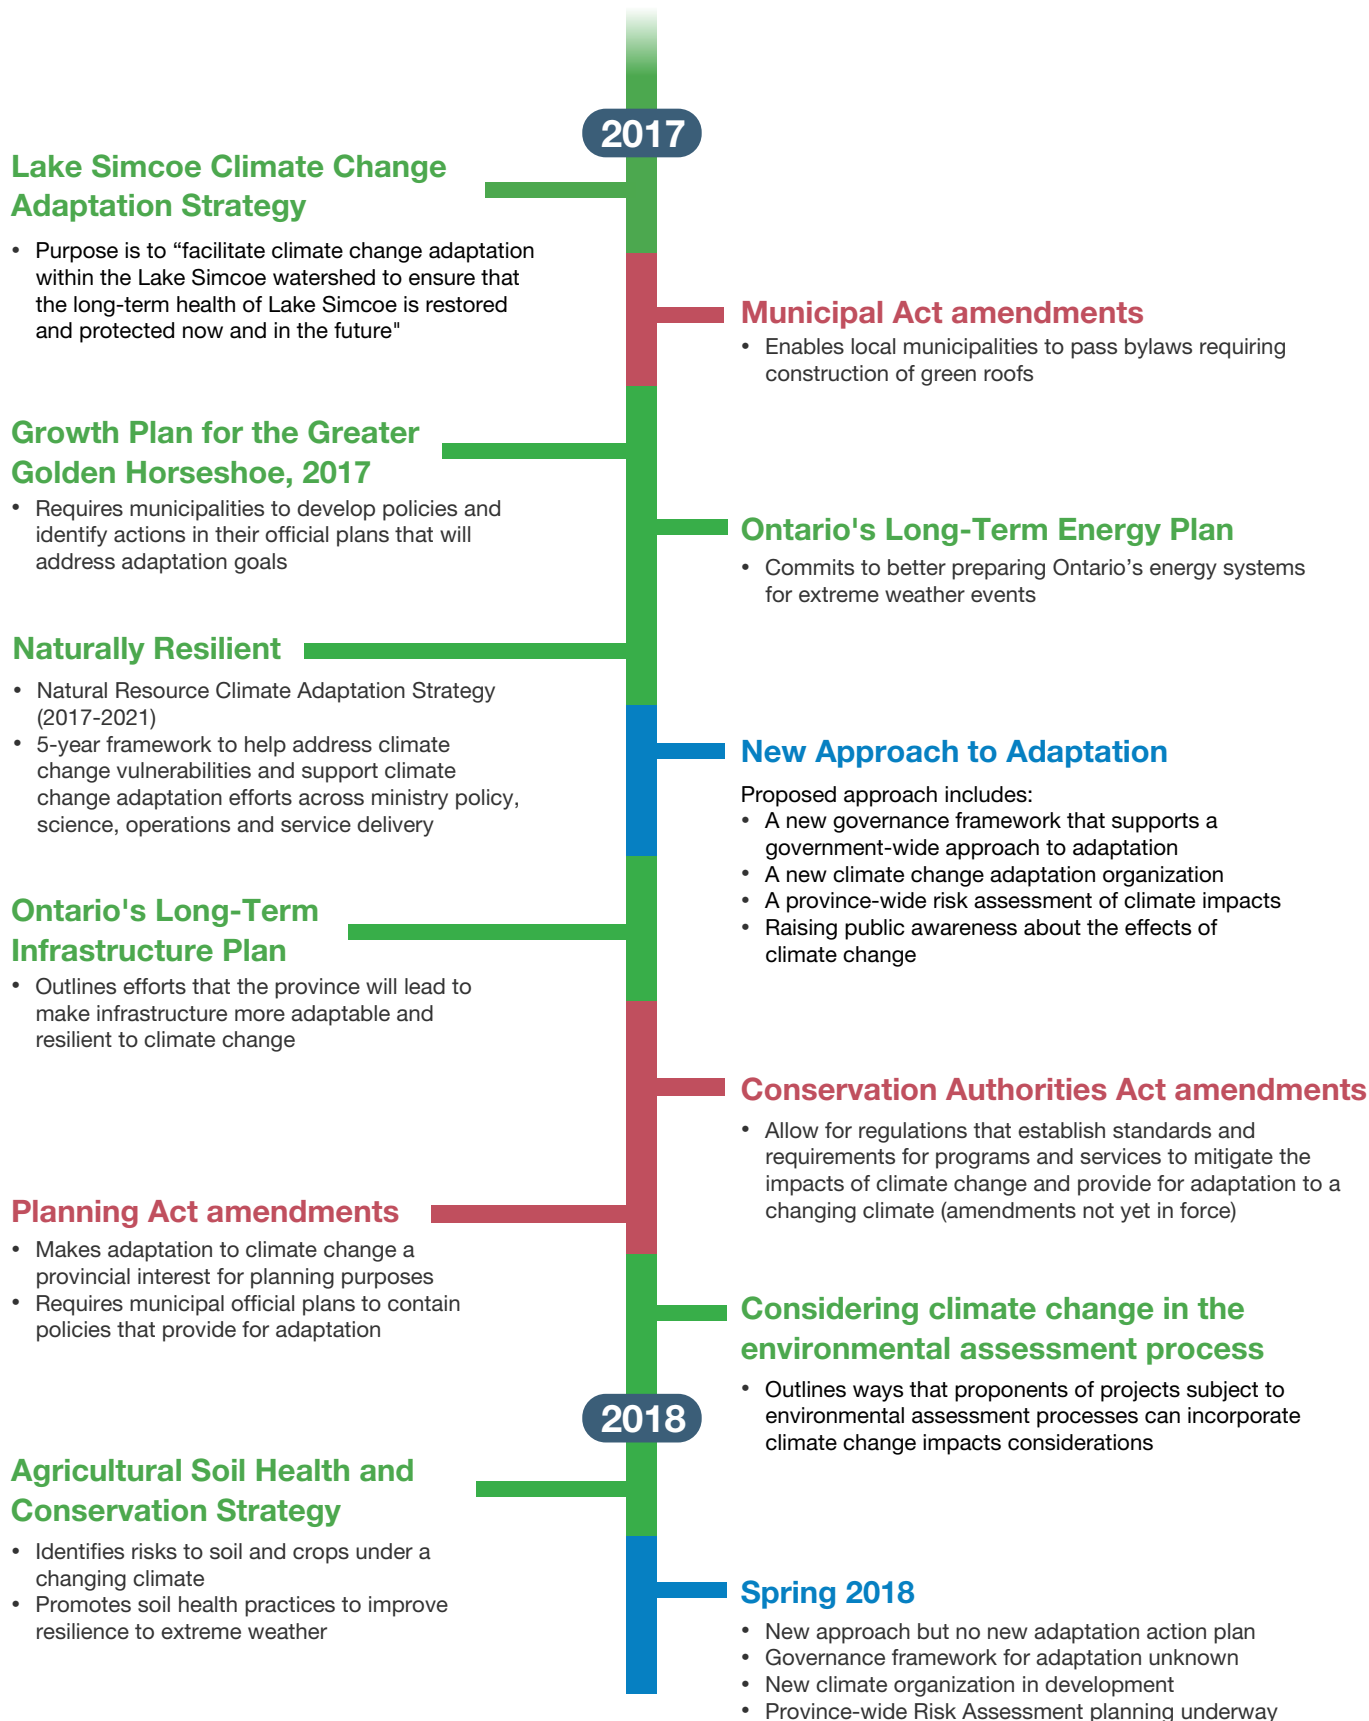 2017
Lake Simcoe Climate Change
Adaptation Strategy
• Purpose is to “facilitate climate change adaptation
within the Lake Simcoe watershed to ensure that
the long-term health of Lake Simcoe is restored
and protected now and in the future"
Municipal Act amendments
• Enables local municipalities to pass bylaws requiring
construction of green roofs
Growth Plan for the Greater
Golden Horseshoe, 2017
• Requires municipalities to develop policies and
identify actions in their official plans that will
address adaptation goals
Ontario's Long-Term Energy Plan
• Commits to better preparing Ontario’s energy systems
for extreme weather events
Naturally Resilient
• Natural Resource Climate Adaptation Strategy
(2017-2021)
• 5-year framework to help address climate
change vulnerabilities and support climate
change adaptation efforts across ministry policy,
science, operations and service delivery
New Approach to Adaptation
Proposed approach includes:
• A new governance framework that supports a
government-wide approach to adaptation
• A new climate change adaptation organization
• A province-wide risk assessment of climate impacts
• Raising public awareness about the effects of
climate change
Ontario's Long-Term
Infrastructure Plan
• Outlines efforts that the province will lead to
make infrastructure more adaptable and
resilient to climate change
Conservation Authorities Act amendments
• Allow for regulations that establish standards and
requirements for programs and services to mitigate the
impacts of climate change and provide for adaptation to a
changing climate (amendments not yet in force)
Planning Act amendments
• Makes adaptation to climate change a
provincial interest for planning purposes
• Requires municipal official plans to contain
policies that provide for adaptation
Considering climate change in the
environmental assessment process
• Outlines ways that proponents of projects subject to
environmental assessment processes can incorporate
climate change impacts considerations
2018
Agricultural Soil Health and
Conservation Strategy
• Identifies risks to soil and crops under a
changing climate
• Promotes soil health practices to improve
resilience to extreme weather
Spring 2018
• New approach but no new adaptation action plan
• Governance framework for adaptation unknown
• New climate organization in development
• Province-wide Risk Assessment planning underway